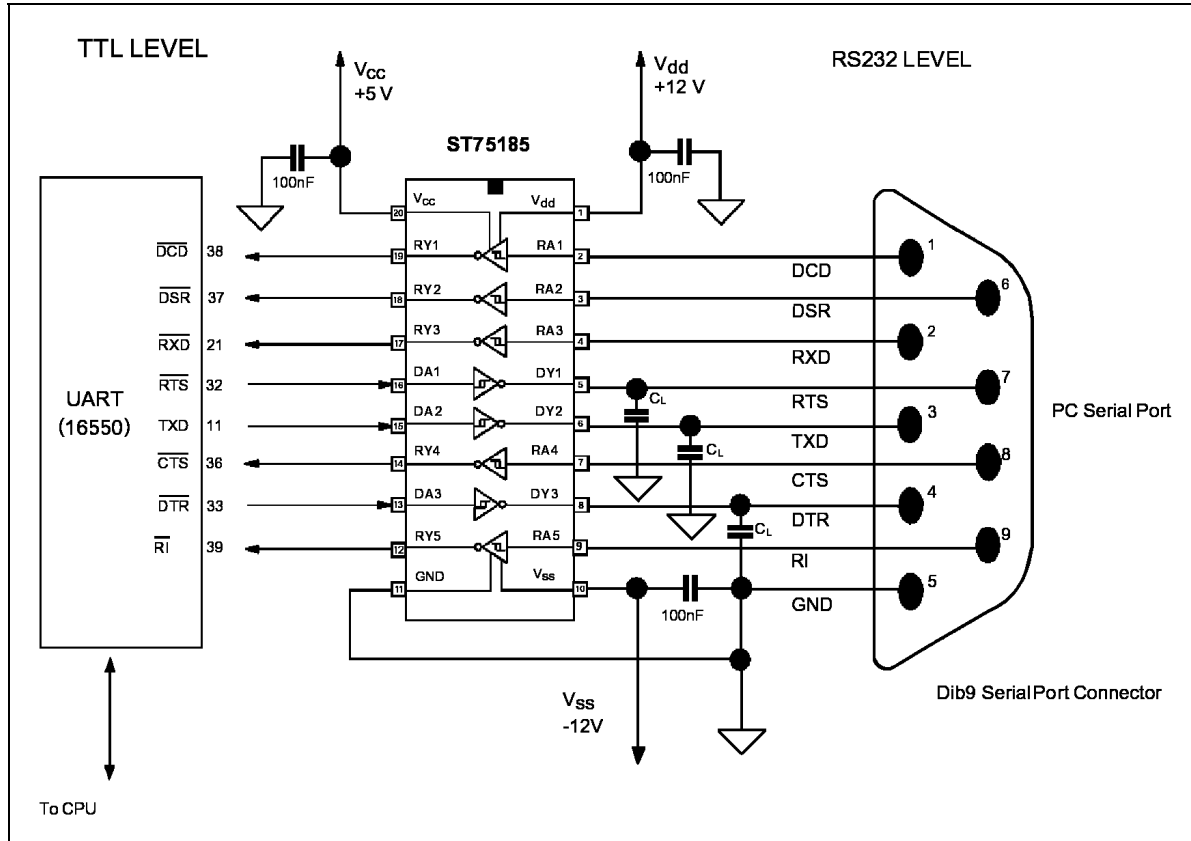 TTL LEVEL
RS232 LEVEL
VCC
+5 V
Vdd
+12 V
ST75185
100nF
100nF
20 VCC Vdd 1
DCD 38 19 RY1 RA1 2 DCD 1
DSR 37 18 RY2 RA2 3 DSR 6
RXD 21 17 RY3 RA3 4 RXD 2
RTS 32 16 DA1 DY1 5 CL RTS 7
UART
(16550)
TXD 11 15 DA2 DY2 6 CL TXD 3
PC Serial Port
CTS 36 14 RY4 RA4 7 CTS 8
DTR 33 13 DA3 DY3 8 CL DTR 4
RI 39 12 RY5 RA5 9 RI 9
11 GND Vss 10 100nF GND 5
VSS
-12V
Dib9 SerialPort Connector
To CPU